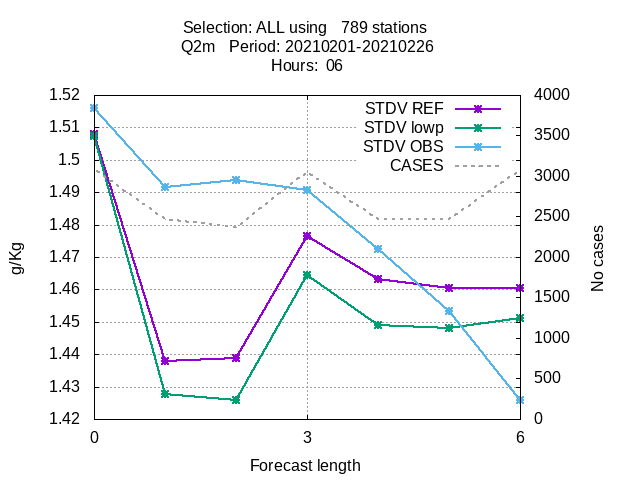 Selection: ALL using   789 stations
Q2m   Period: 20210201-20210226
Hours:  06
1.52
1.51
1.5
1.49
1.48
1.47
1.46
1.45
1.44
1.43
1.42
g/Kg
STDV REF
STDV lowp
STDV OBS
CASES
4000
3500
3000
2500
2000
1500
1000
500
0
No cases
0
3
6
Forecast length